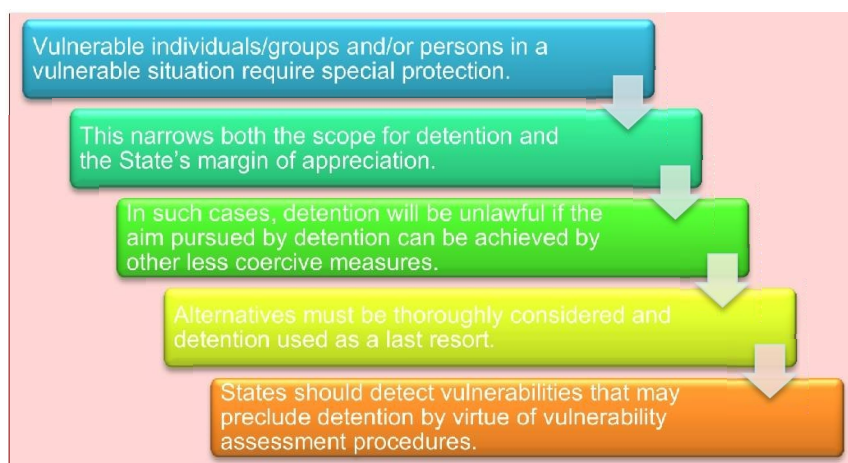 Vulnerable individuals/groups and/or persons in a
vulnerable situation require special protection.
This narrows both the scope for detention and
the State's margin of appreciation.
In such cases, detention will be unlawful if the
aim pursued by detention can be achieved by
other less coercive measures.
Alternatives must be thoroughly considered and
detention used as a last resort.
States should detect vulnerabilities that may
preclude detention by virtue of vulnerability
assessment procedures.